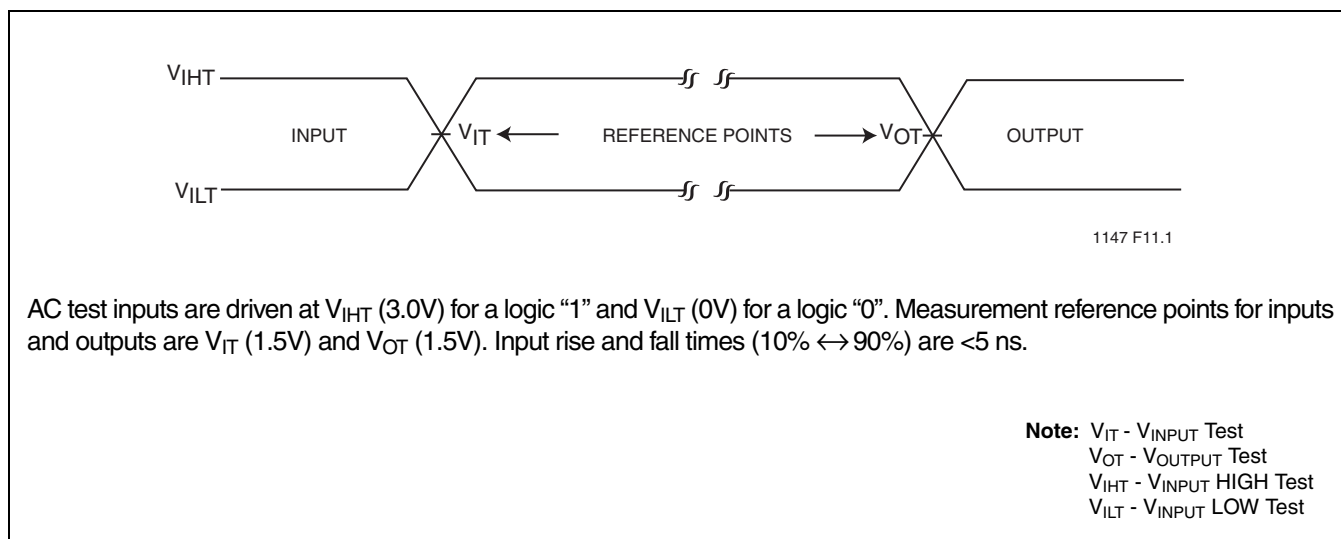 VIHT
INPUT VIT REFERENCE POINTS VOT OUTPUT
VILT
1147 F11.1
AC test inputs are driven at VIHT (3.0V) for a logic “1” and VILT (0V) for a logic “0”. Measurement reference points for inputs
and outputs are VIT (1.5V) and VOT (1.5V). Input rise and fall times (10% ↔ 90%) are <5 ns.
Note: VIT - VINPUT Test
VOT - VOUTPUT Test
VIHT - VINPUT HIGH Test
VILT - VINPUT LOW Test